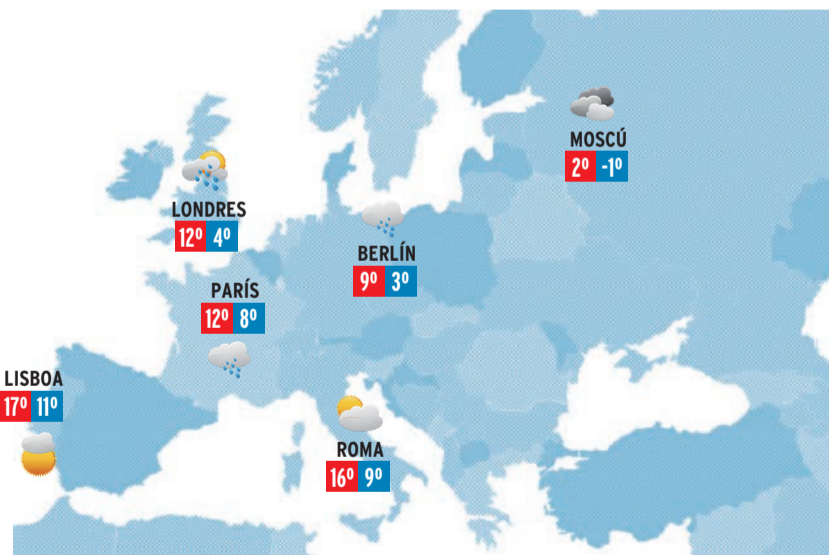 MOSCÚ
2º -1º
LONDRES
12º 4º
BERLÍN
9º 3º
PARÍS
12º 8º
LISBOA
17º 11º
ROMA
16º 9º